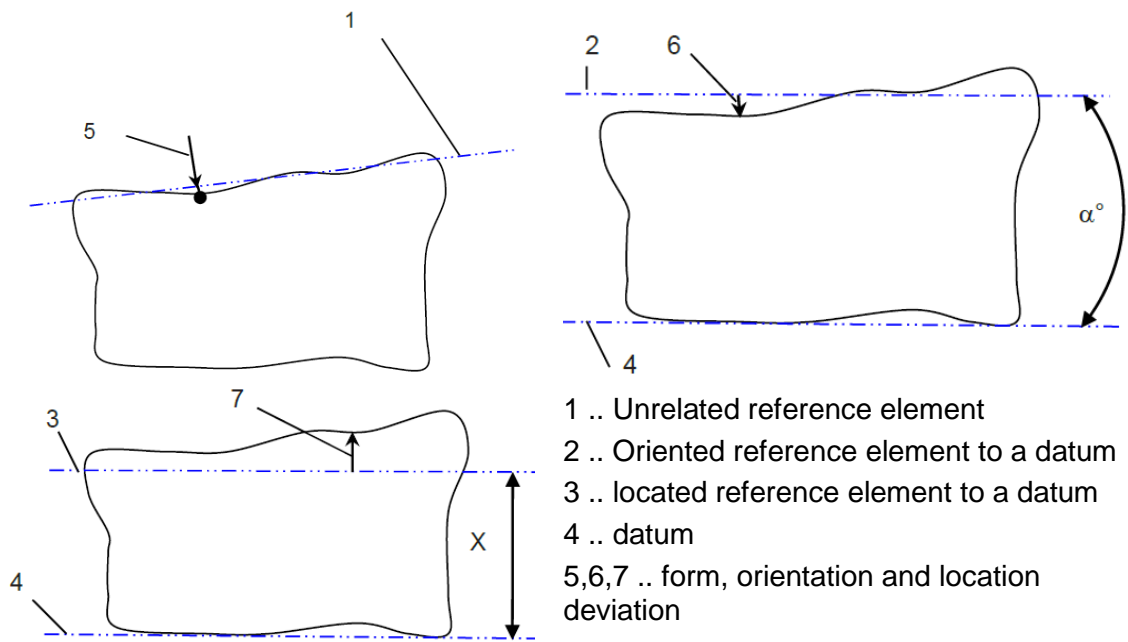 1
5
2
6
α°
4
3
7
X
4
1 .. Unrelated reference element
2 .. Oriented reference element to a datum
3 .. located reference element to a datum
4 .. datum
5,6,7 .. form, orientation and location
deviation